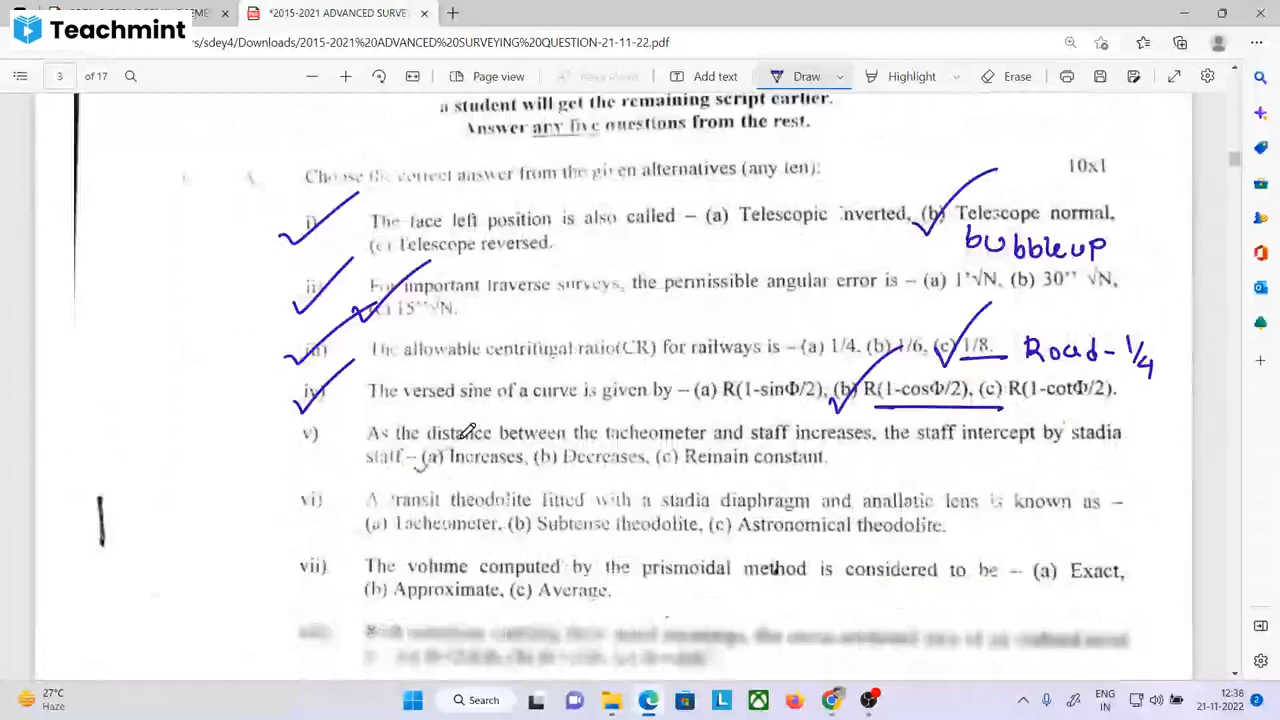 *2015-2021 ADVANCED SURVEY
Teachmint
rs/sdey4/Downloads/2015-2021%20ADVANCED%20SURVEYING%20QUESTION-21-11-22.pdf
3 of 17
Page view
Add text
Draw
Highlight
Erase
a student will get the remaining script earlier.
Answer any five questions from the rest.
A. Choose the correct answer from the given alternatives (any ten): 10x1
i) The face left position is also called – (a) Telescopic inverted, (b) Telescope normal,
(c) Telescope reversed.
bubble up
ii) For important traverse surveys, the permissible angular error is – (a) 1'√N, (b) 30'' √N,
(c) 15''√N.
iii) The allowable centrifugal ratio(CR) for railways is –(a) 1/4. (b) 1/6, (c) 1/8. Road - 1/4
iv) The versed sine of a curve is given by – (a) R(1-sinΦ/2), (b) R(1-cosΦ/2), (c) R(1-cotΦ/2).
v) As the distance between the tacheometer and staff increases, the staff intercept by stadia
staff – (a) Increases, (b) Decreases, (c) Remain constant.
vi) A transit theodolite fitted with a stadia diaphragm and anallatic lens is known as –
(a) Tacheometer, (b) Subtense theodolite, (c) Astronomical theodolite.
vii) The volume computed by the prismoidal method is considered to be – (a) Exact,
(b) Approximate, (c) Average.
27°C
Haze
Search
ENG
IN
12:38
21-11-2022